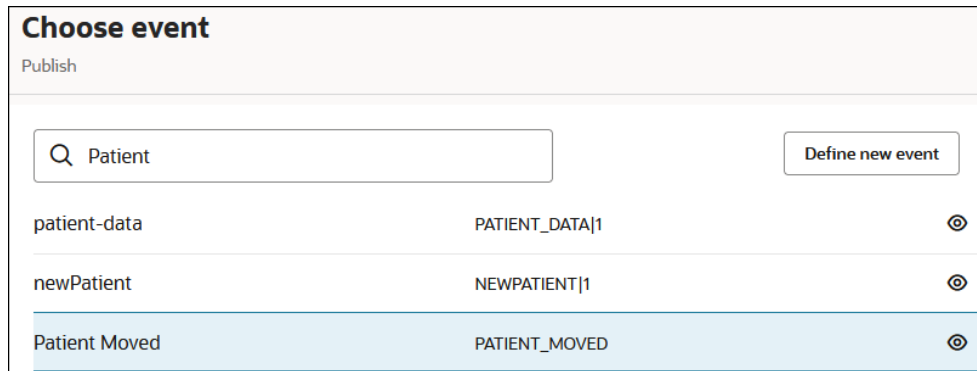 Choose event
Publish
Patient
Define new event
patient-data PATIENT_DATA|1
newPatient NEWPATIENT|1
Patient Moved PATIENT_MOVED